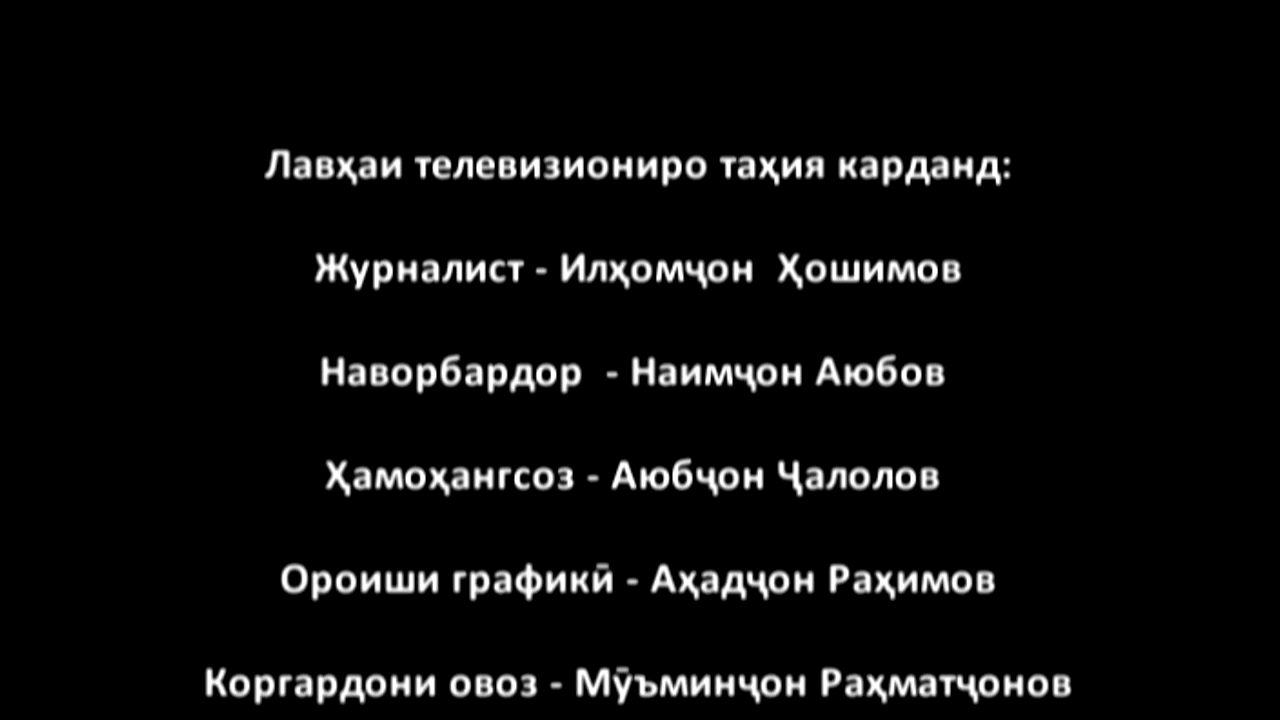 Лавҳаи телевизиониро таҳия карданд:
Журналист - Илҳомҷон Ҳошимов
Наворбардор - Наимҷон Аюбов
Ҳамоҳангсоз - Аюбҷон Ҷалолов
Ороиши графикӣ - Аҳадҷон Раҳимов
Коргардони овоз - Мӯъминҷон Раҳматҷонов